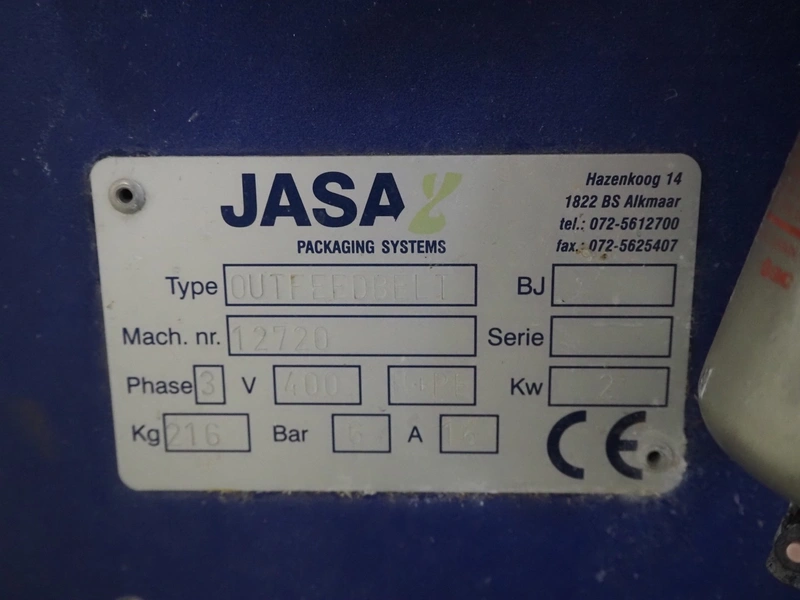 JASA
PACKAGING SYSTEMS
Hazenkoog 14
1822 BS Alkmaar
tel.: 072-5612700
fax.: 072-5625407
Type OUTFEEDBELT BJ
Mach. nr. 12720 Serie
Phase 3 V 400 Kw 2
Kg 216 Bar 6 A 16
CE